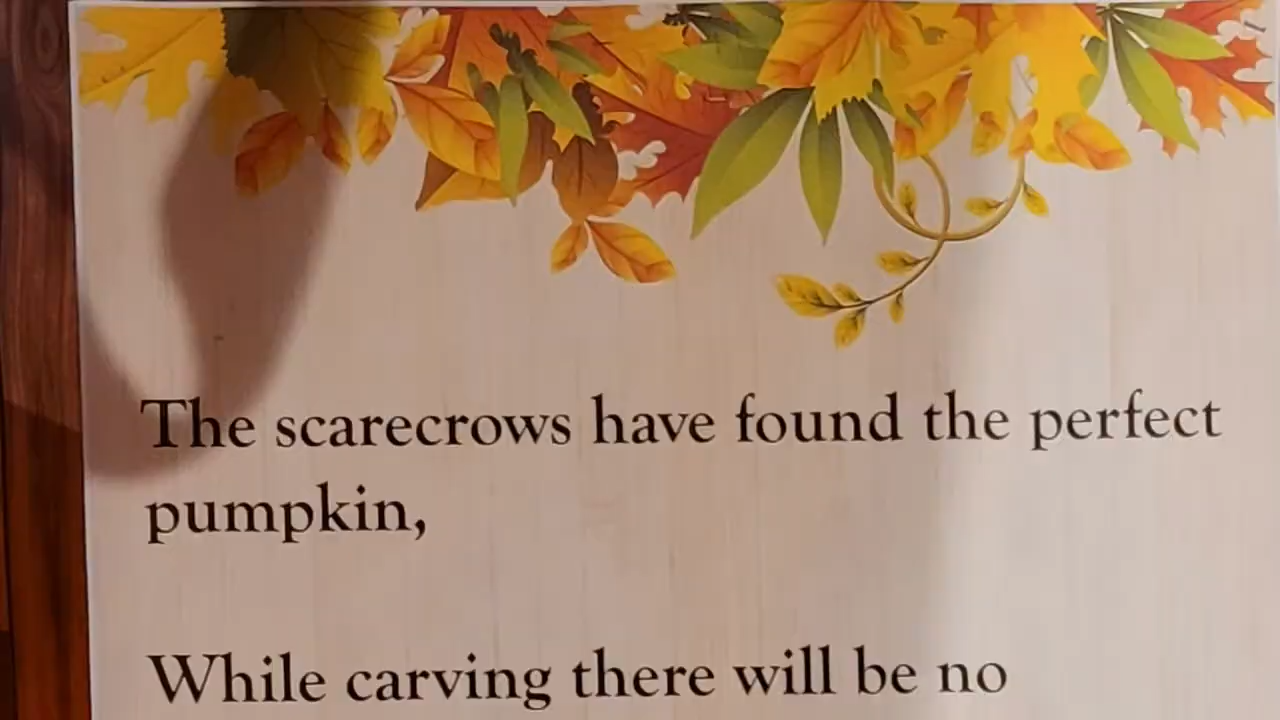 The scarecrows have found the perfect
pumpkin,
While carving there will be no